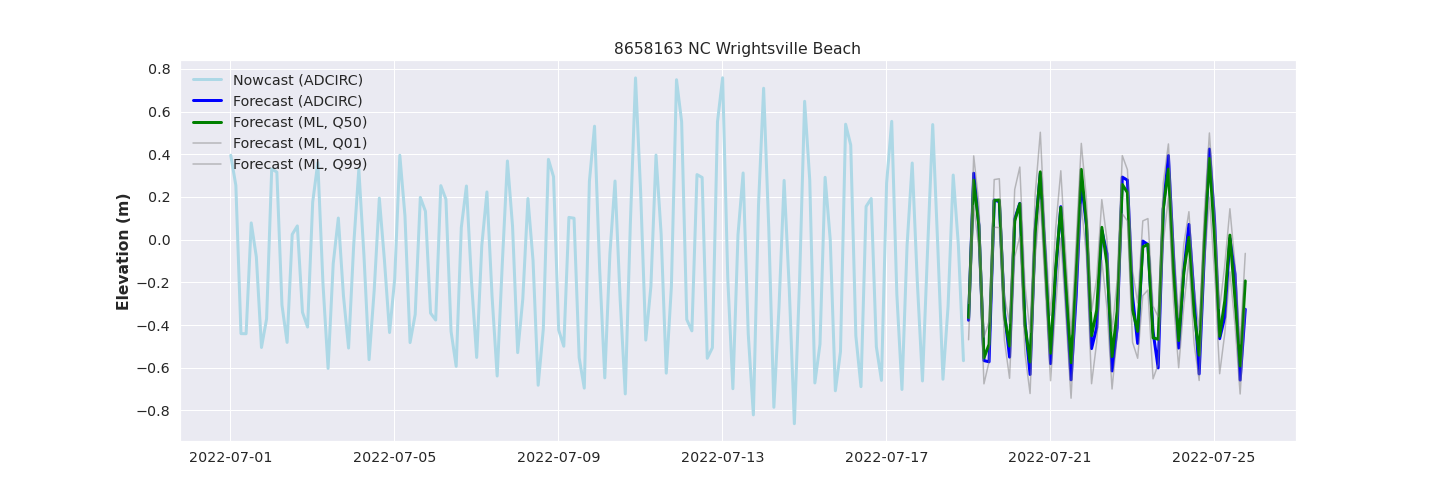 8658163 NC Wrightsville Beach
Nowcast (ADCIRC)
Forecast (ADCIRC)
Forecast (ML, Q50)
Forecast (ML, Q01)
Forecast (ML, Q99)
Elevation (m)
0.8
0.6
0.4
0.2
0.0
−0.2
−0.4
−0.6
−0.8
2022-07-01 2022-07-05 2022-07-09 2022-07-13 2022-07-17 2022-07-21 2022-07-25